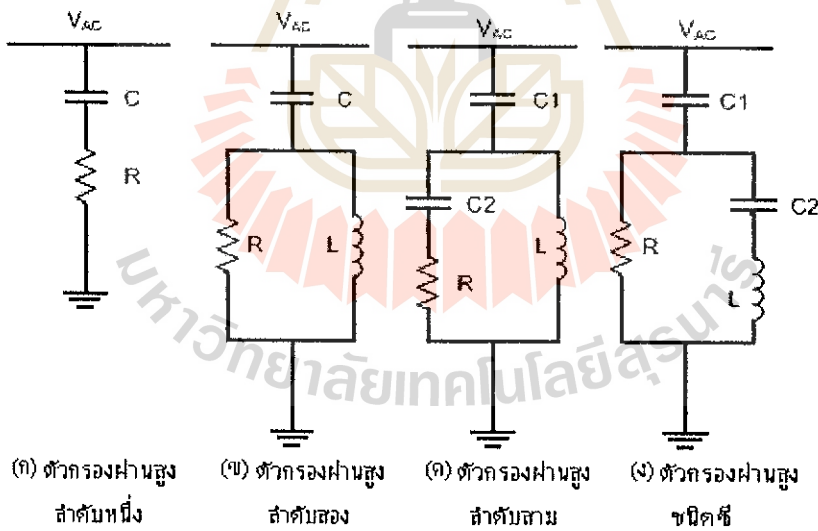 VAC VAC VAC VAC
C C C1 C1
R R L C2 R L R C2 L
มหาวิทยาลัยเทคโนโลยีสุรนารี
(ก) ตัวกรองผ่านสูง (ข) ตัวกรองผ่านสูง (ค) ตัวกรองผ่านสูง (ง) ตัวกรองผ่านสูง
ลำดับหนึ่ง ลำดับสอง ลำดับสาม ชนิดซี